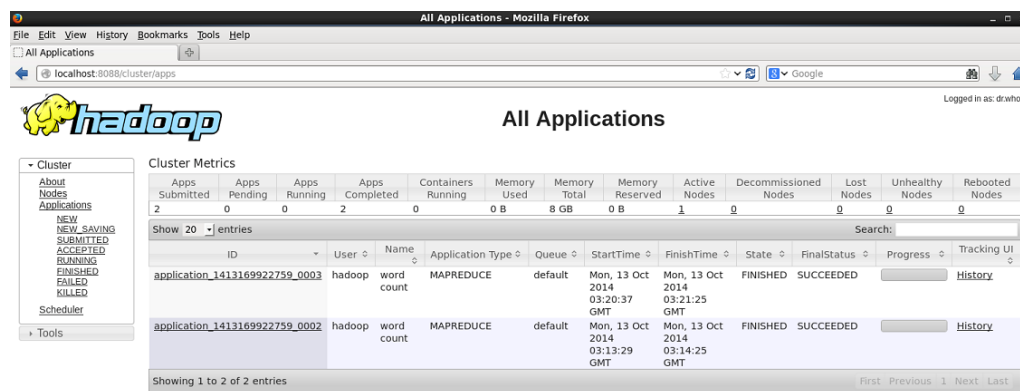 All Applications - Mozilla Firefox
File Edit View History Bookmarks Tools Help
All Applications
localhost:8088/cluster/apps
Google
hadoop
All Applications
Logged in as: dr.who
Cluster
About
Nodes
Applications
NEW
NEW_SAVING
SUBMITTED
ACCEPTED
RUNNING
FINISHED
FAILED
KILLED
Scheduler
Tools
Cluster Metrics
Apps Submitted Apps Pending Apps Running Apps Completed Containers Running Memory Used Memory Total Memory Reserved Active Nodes Decommissioned Nodes Lost Nodes Unhealthy Nodes Rebooted Nodes
2 0 0 2 0 0 B 8 GB 0 B 1 0 0 0 0
Show 20 entries Search:
ID User Name Application Type Queue StartTime FinishTime State FinalStatus Progress Tracking UI
application_1413169922759_0003 hadoop word count MAPREDUCE default Mon, 13 Oct 2014 03:20:37 GMT Mon, 13 Oct 2014 03:21:25 GMT FINISHED SUCCEEDED History
application_1413169922759_0002 hadoop word count MAPREDUCE default Mon, 13 Oct 2014 03:13:29 GMT Mon, 13 Oct 2014 03:14:25 GMT FINISHED SUCCEEDED History
Showing 1 to 2 of 2 entries First Previous 1 Next Last